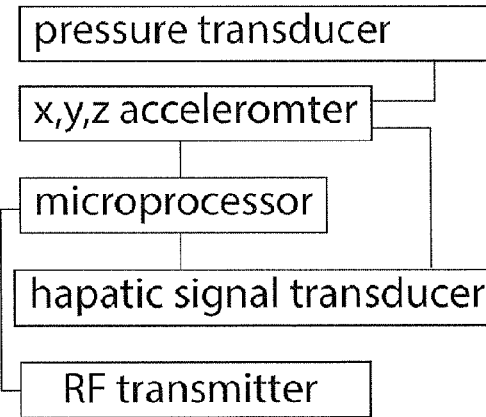 pressure transducer
x,y,z acceleromter
microprocessor
hapatic signal transducer
RF transmitter